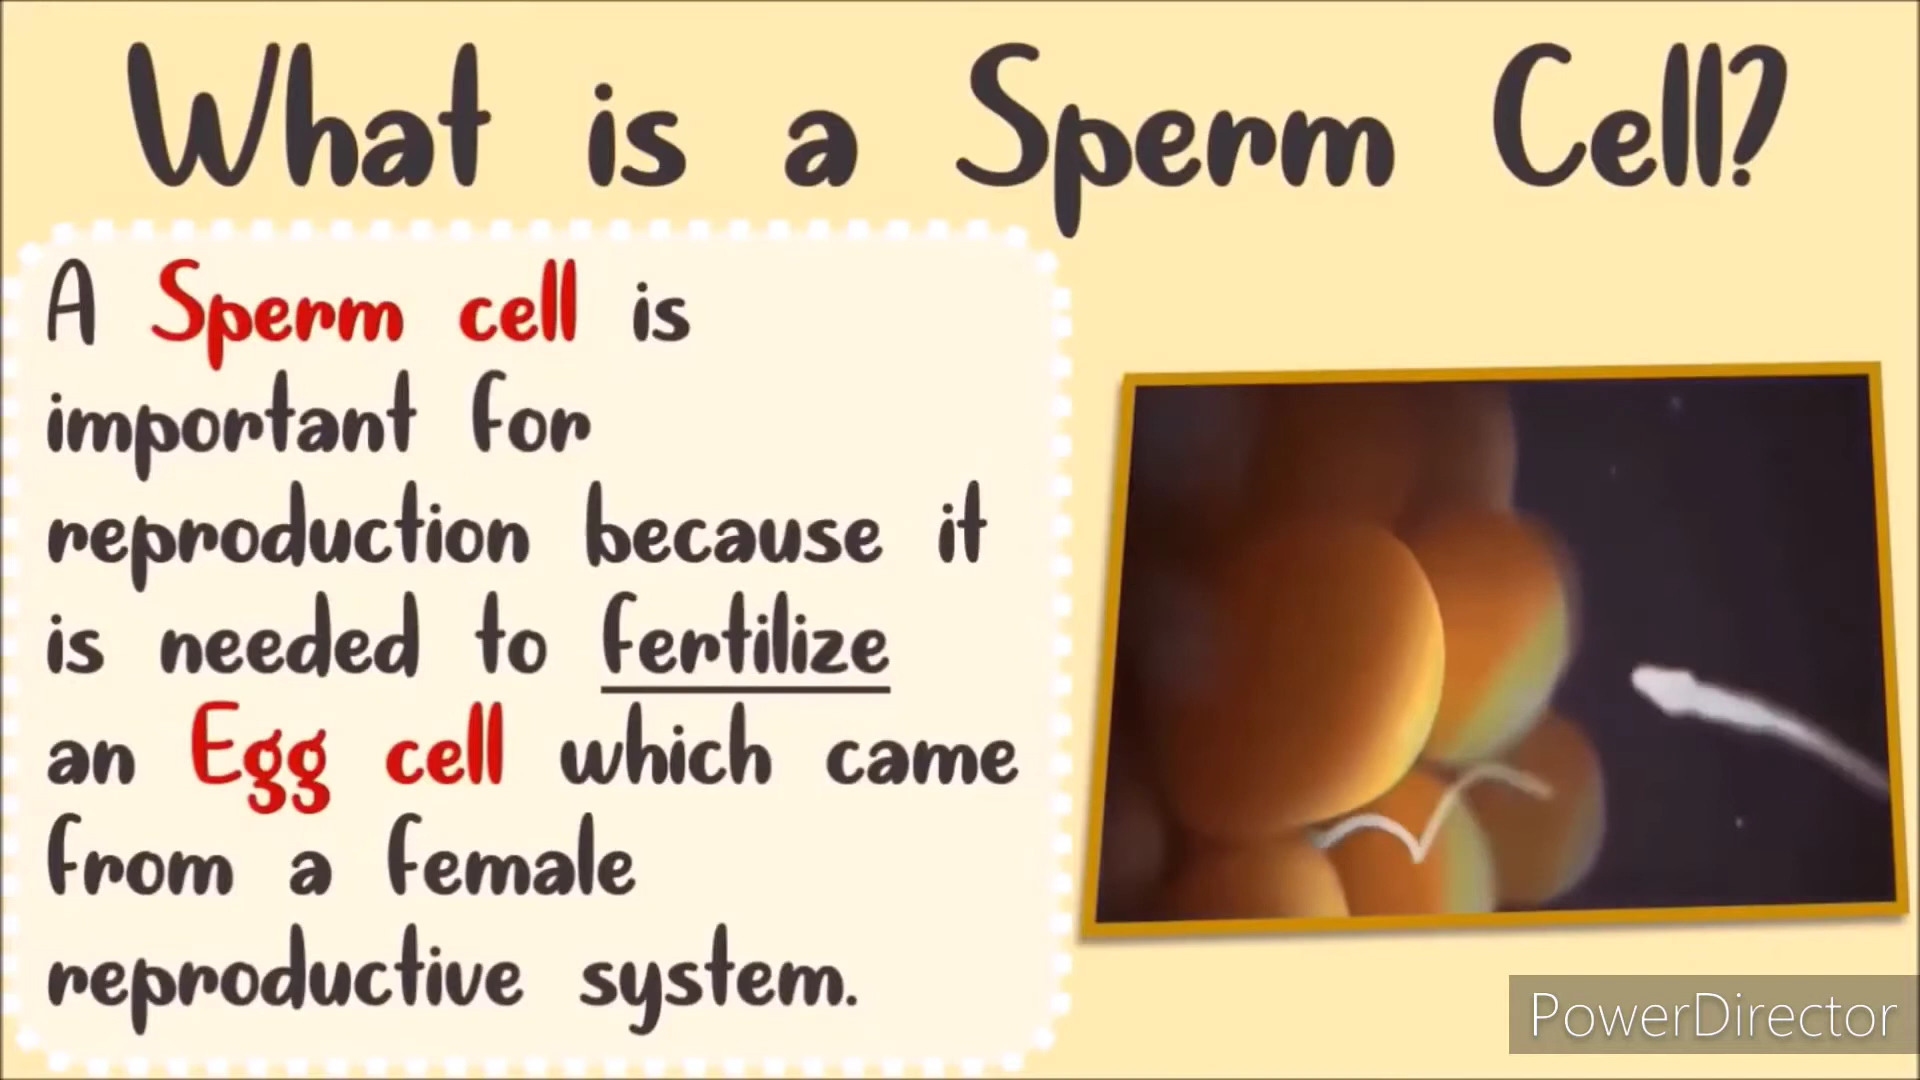 What is a Sperm Cell?
A Sperm cell is
important for
reproduction because it
is needed to fertilize
an Egg cell which came
from a female
reproductive system.
PowerDirector